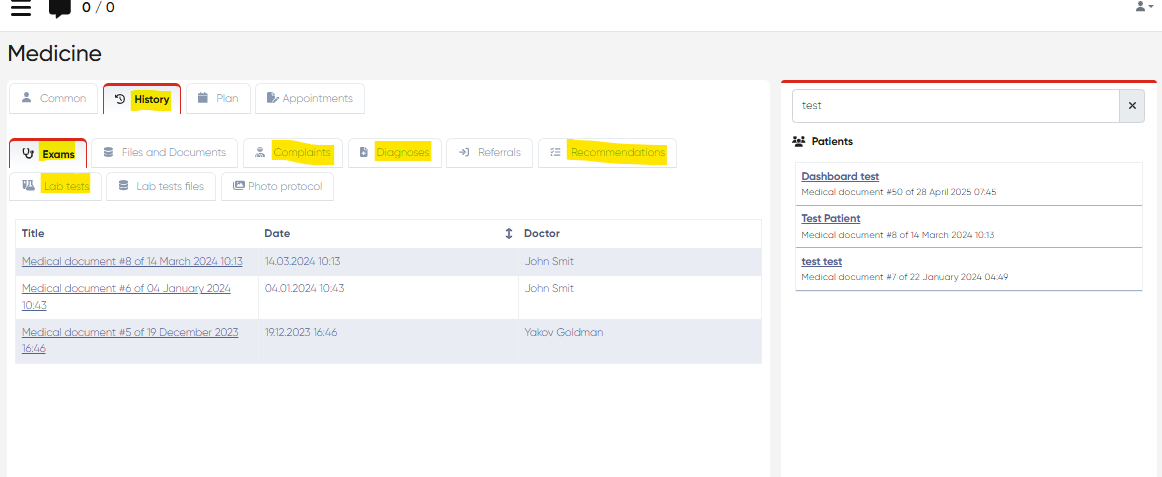 0 / 0
Medicine
Common History Plan Appointments
Exams Files and Documents Complaints Diagnoses Referrals Recommendations
Lab tests Lab tests files Photo protocol
Title Date Doctor
Medical document #8 of 14 March 2024 10:13 14.03.2024 10:13 John Smit
Medical document #6 of 04 January 2024 04.01.2024 10:43 John Smit
10:43
Medical document #5 of 19 December 2023 19.12.2023 16:46 Yakov Goldman
16:46
test
Patients
Dashboard test
Medical document #50 of 28 April 2025 07:45
Test Patient
Medical document #8 of 14 March 2024 10:13
test test
Medical document #7 of 22 January 2024 04:49